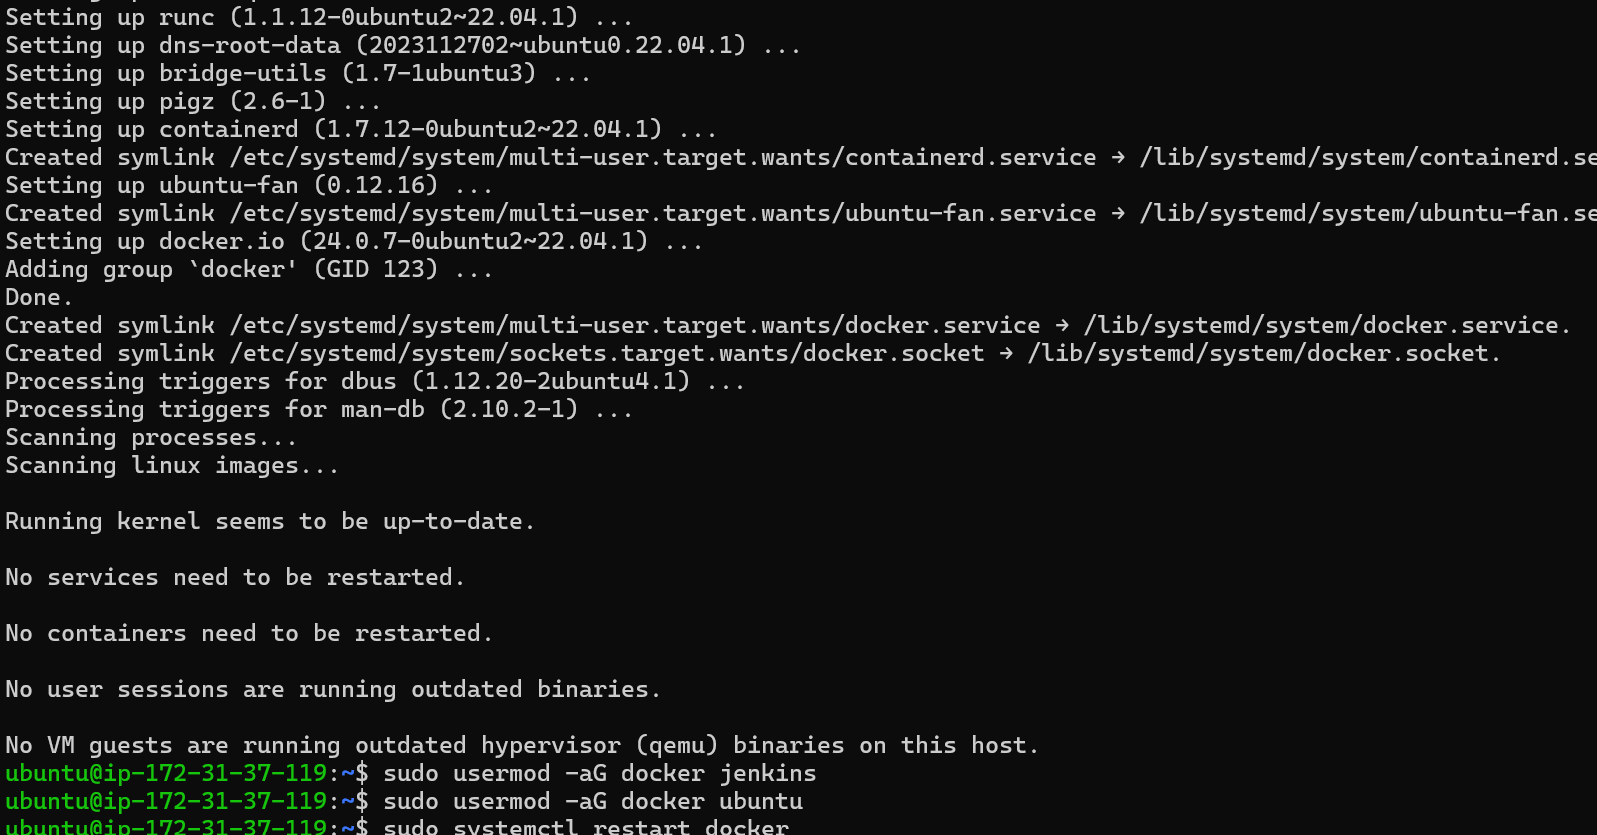 Setting up runc (1.1.12-0ubuntu2~22.04.1) ...
Setting up dns-root-data (2023112702~ubuntu0.22.04.1) ...
Setting up bridge-utils (1.7-1ubuntu3) ...
Setting up pigz (2.6-1) ...
Setting up containerd (1.7.12-0ubuntu2~22.04.1) ...
Created symlink /etc/systemd/system/multi-user.target.wants/containerd.service → /lib/systemd/system/containerd.se
Setting up ubuntu-fan (0.12.16) ...
Created symlink /etc/systemd/system/multi-user.target.wants/ubuntu-fan.service → /lib/systemd/system/ubuntu-fan.se
Setting up docker.io (24.0.7-0ubuntu2~22.04.1) ...
Adding group `docker' (GID 123) ...
Done.
Created symlink /etc/systemd/system/multi-user.target.wants/docker.service → /lib/systemd/system/docker.service.
Created symlink /etc/systemd/system/sockets.target.wants/docker.socket → /lib/systemd/system/docker.socket.
Processing triggers for dbus (1.12.20-2ubuntu4.1) ...
Processing triggers for man-db (2.10.2-1) ...
Scanning processes...
Scanning linux images...
Running kernel seems to be up-to-date.
No services need to be restarted.
No containers need to be restarted.
No user sessions are running outdated binaries.
No VM guests are running outdated hypervisor (qemu) binaries on this host.
ubuntu@ip-172-31-37-119:~$ sudo usermod -aG docker jenkins
ubuntu@ip-172-31-37-119:~$ sudo usermod -aG docker ubuntu
ubuntu@ip-172-31-37-119:~$ sudo systemctl restart docker